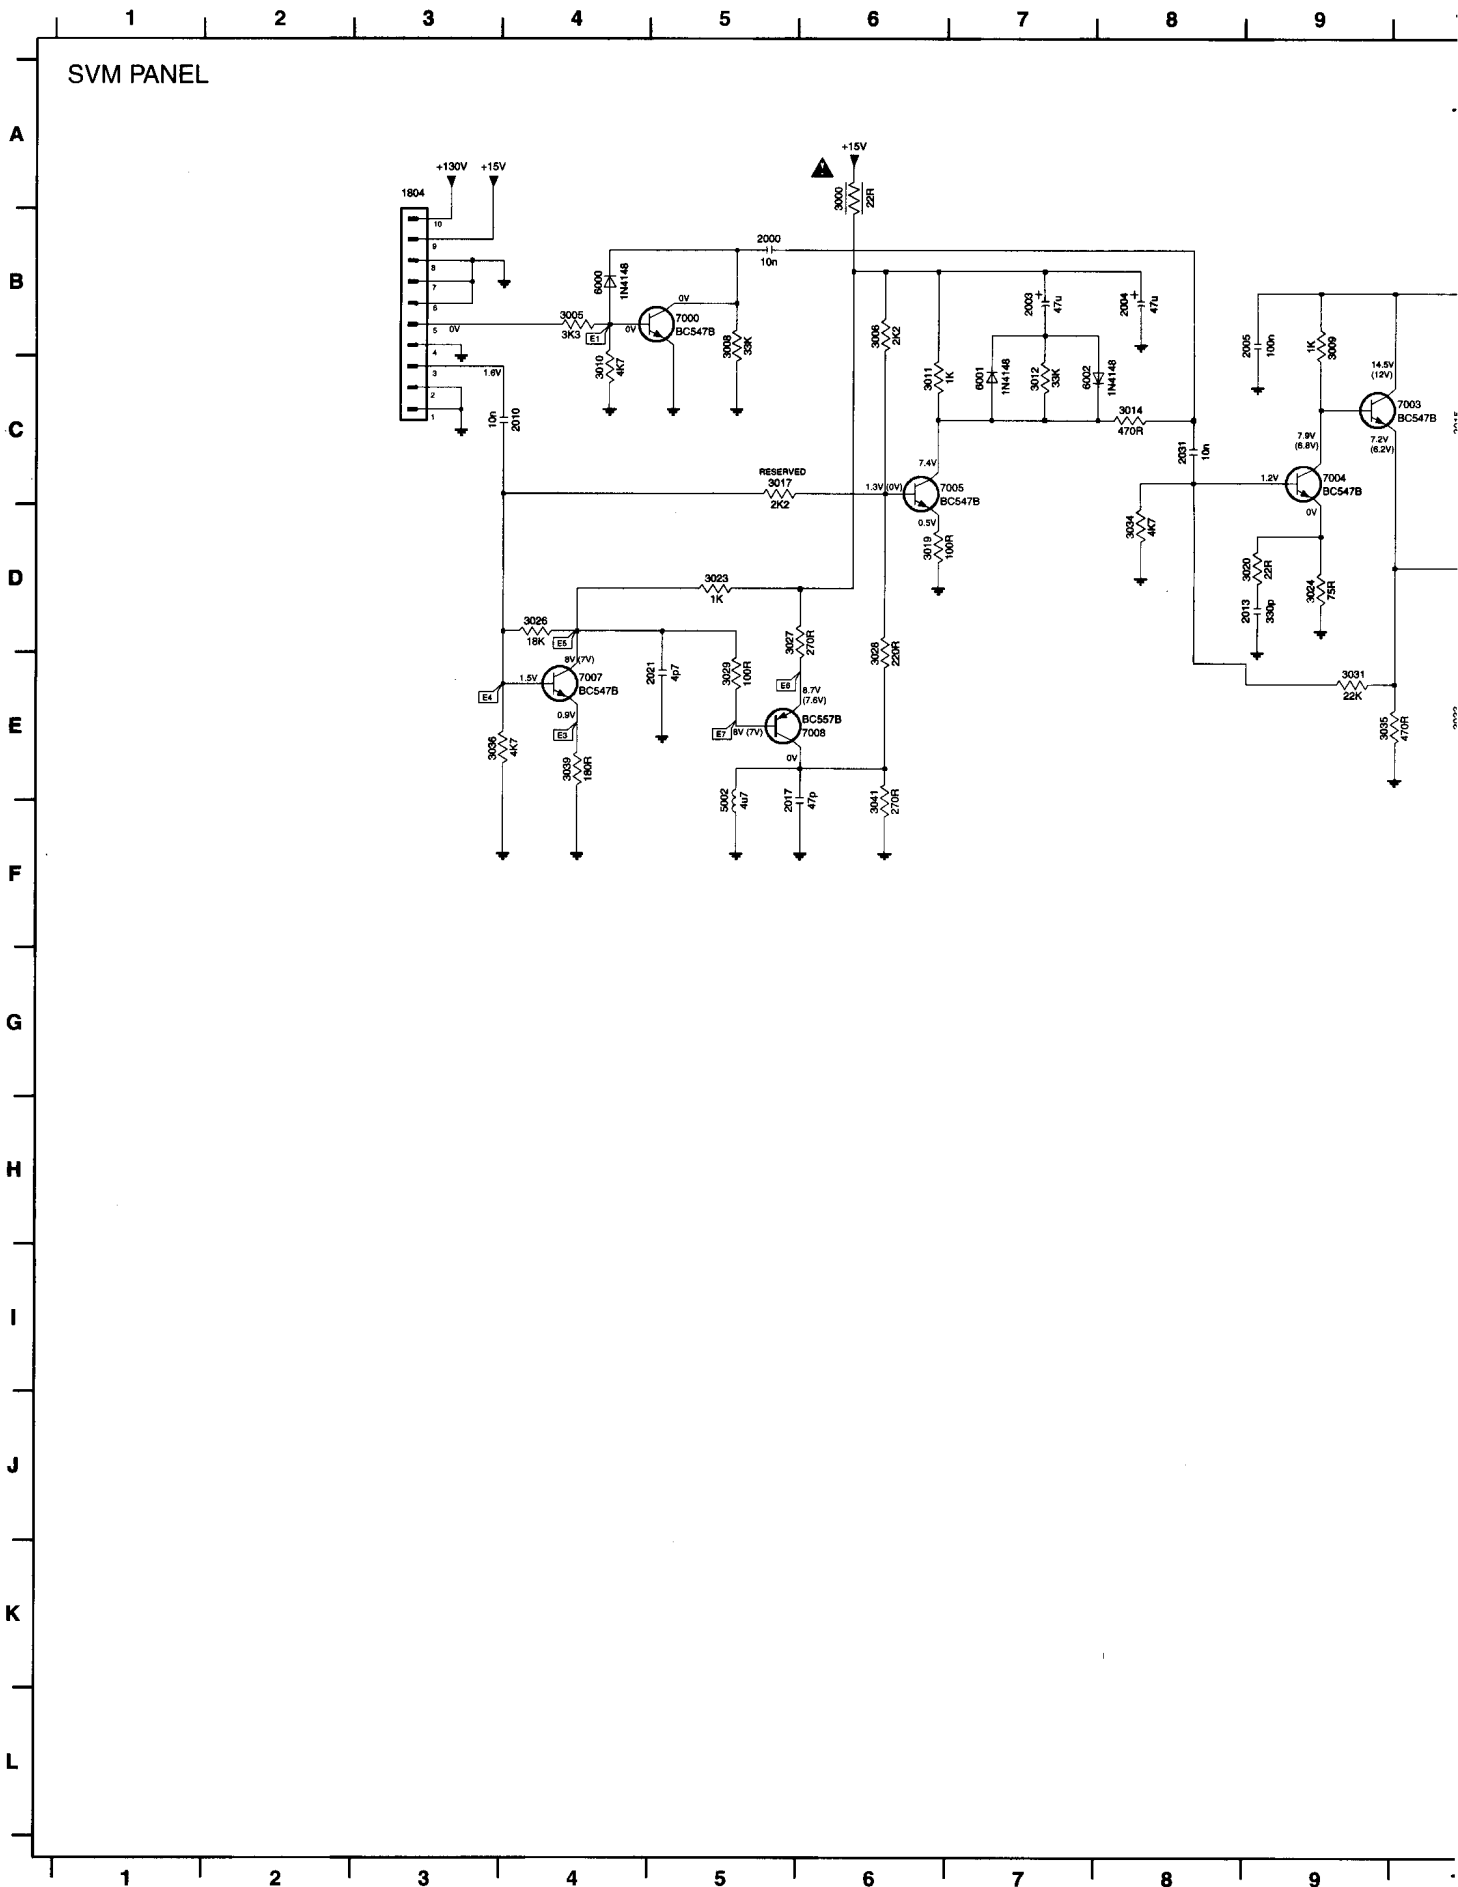 1 2 3 4 5 6 7 8 9
SVM PANEL
A
B
C
D
E
F
G
H
I
J
K
L
+130V +15V
1804
10
9
8
7
6
5 0V
4
3 1.6V
2
1
10n 2010
3005
3K3
E1
6000 1N4148
3010 4K7
0V
0V
7000
BC547B
3008 33K
2000
10n
+15V
3000 22R
3006 2K2
3011 1K
6001 1N4148
2003 + 47u
3012 33K
6002 1N4148
2004 + 47u
3014
470R
2031 10n
RESERVED
3017
2K2
1.3V (0V)
7.4V
7005
BC547B
0.5V
3019 100R
3034 4K7
1.2V
2005 100n
1K 3009
14.5V
(12V)
7003
BC547B
7.9V
(6.8V)
7.2V
(6.2V)
7004
BC547B
0V
3020 22R
2013 330p
3024 75R
3031
22K
3035 470R
3023
1K
3026
18K
E5
8V (7V)
1.5V
E4
7007
BC547B
0.9V
E3
3036 4K7
3039 180R
2021 4p7
3029 100R
3027 270R
E6
8.7V
(7.6V)
BC557B
7008
E7 8V (7V)
0V
3028 220R
5002 4u7
2017 47p
3041 270R
1 2 3 4 5 6 7 8 9